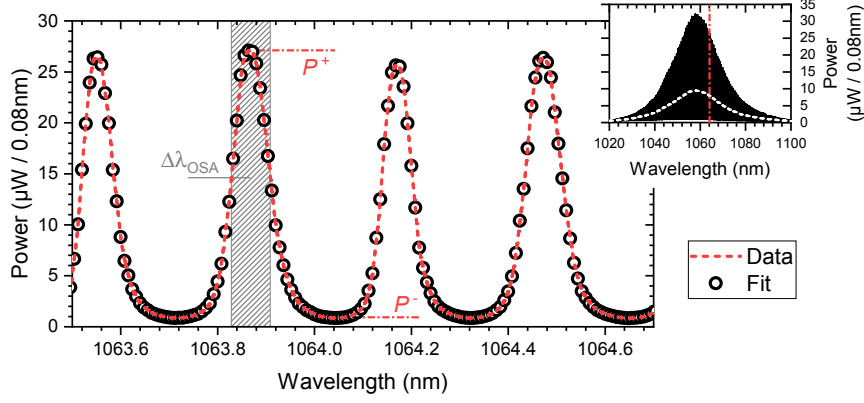 30
25
20
15
10
5
0
Power (µW / 0.08nm)
1063.6
1063.8
1064.0
1064.2
1064.4
1064.6
Wavelength (nm)
P+
P-
ΔλOSA
35
30
25
20
15
10
5
0
Power
(µW / 0.08nm)
1020
1040
1060
1080
1100
Wavelength (nm)
Data
Fit